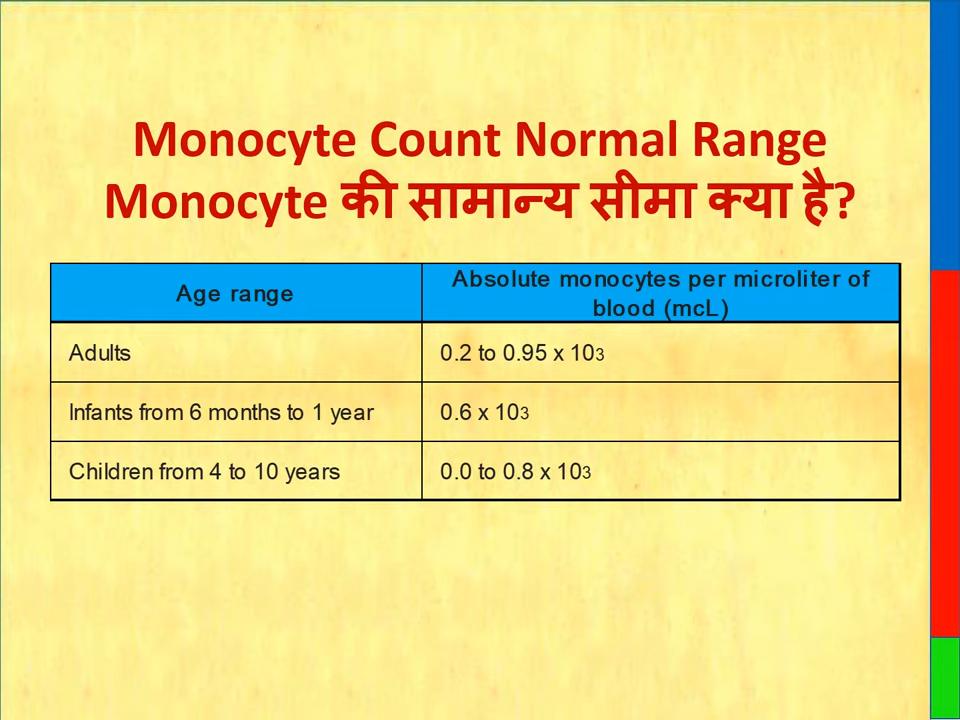 Monocyte Count Normal Range
Monocyte की सामान्य सीमा क्या है?
Age range
Absolute monocytes per microliter of
blood (mcL)
Adults
0.2 to 0.95 x 103
Infants from 6 months to 1 year
0.6 x 103
Children from 4 to 10 years
0.0 to 0.8 x 103